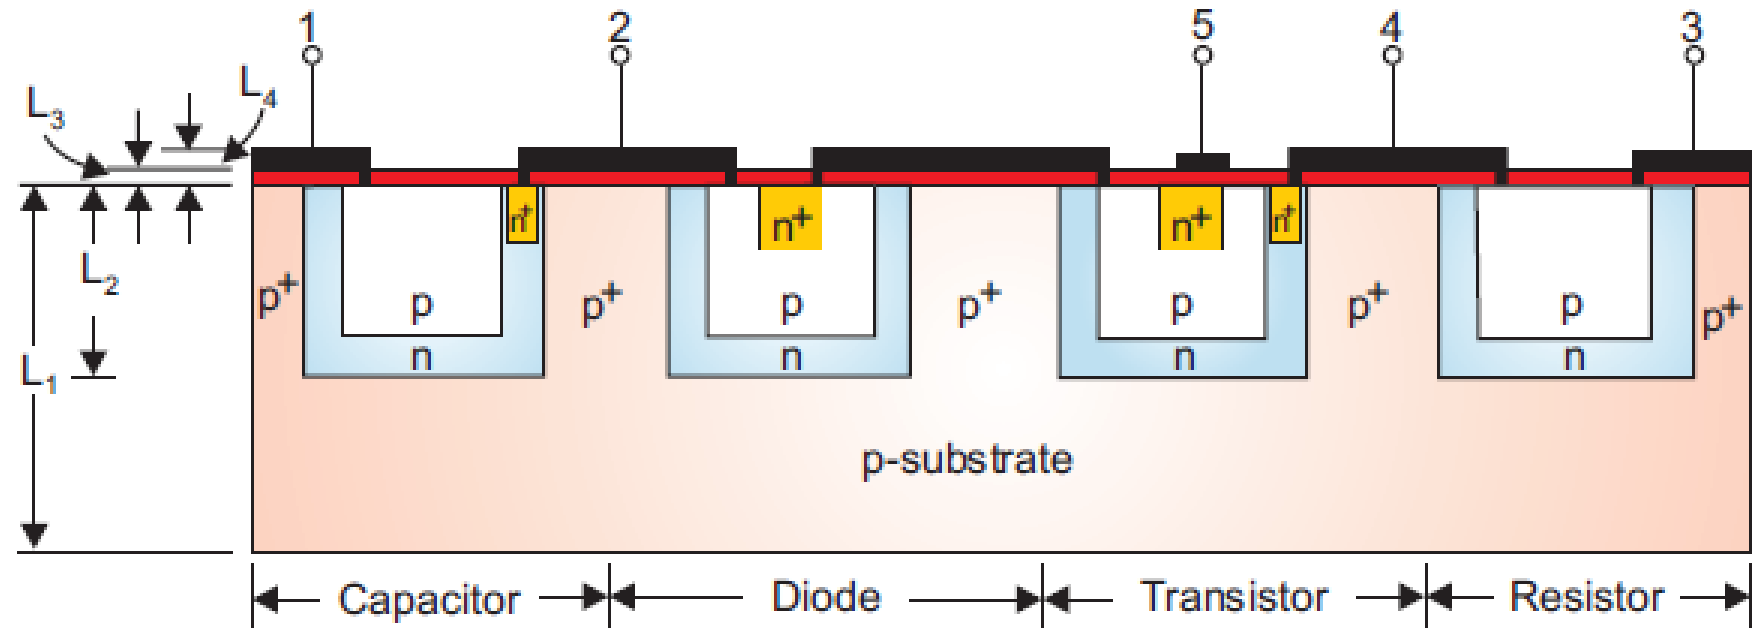 1 2 5 4 3
L3
L4
n+ n+ n+ n+
L2
p+ p p+ p p+ p p+ p p+
n n n n
L1
p-substrate
Capacitor Diode Transistor Resistor